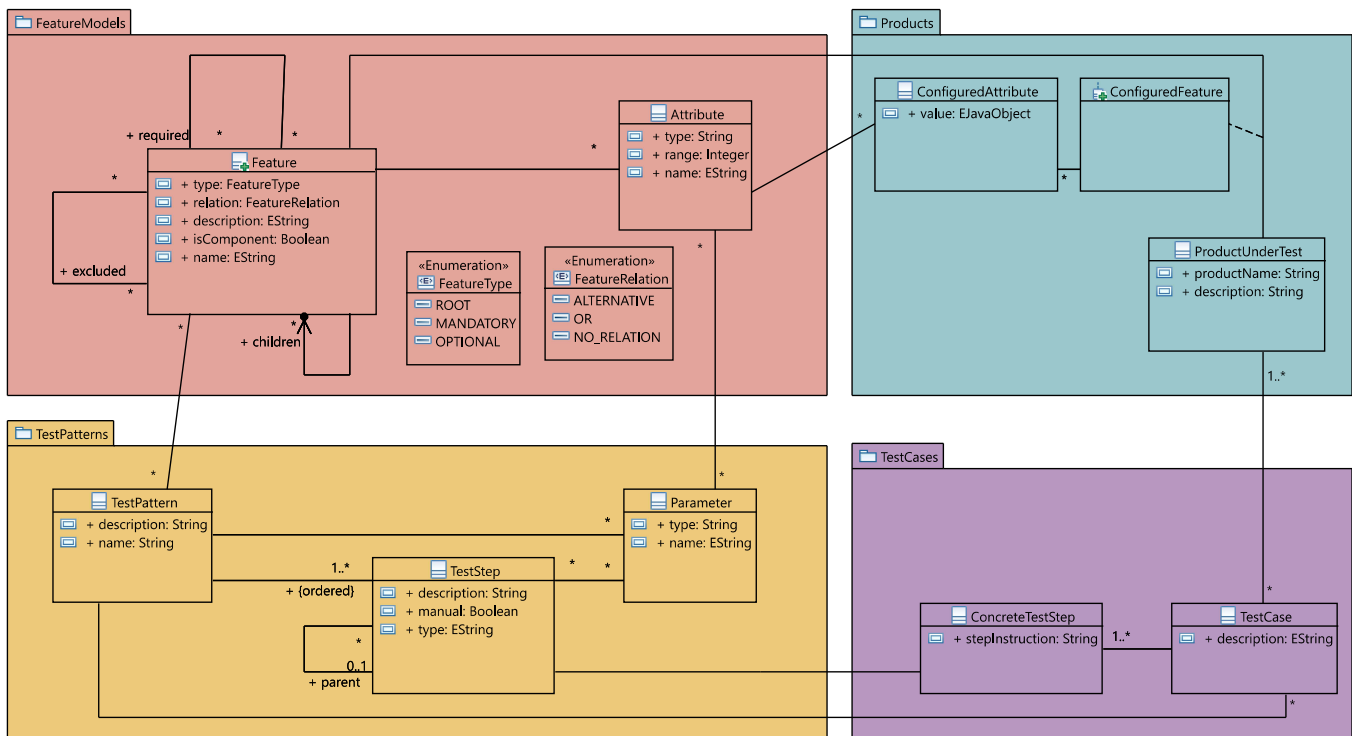 FeatureModels
+ required
*
*
Feature
+ type: FeatureType
+ relation: FeatureRelation
+ description: EString
+ isComponent: Boolean
+ name: EString
*
+ excluded
*
*
*
+ children
*
Attribute
+ type: String
+ range: Integer
+ name: EString
*
«Enumeration»
FeatureType
ROOT
MANDATORY
OPTIONAL
«Enumeration»
FeatureRelation
ALTERNATIVE
OR
NO_RELATION
Products
*
ConfiguredAttribute
+ value: EJavaObject
*
ConfiguredFeature
ProductUnderTest
+ productName: String
+ description: String
1..*
TestPatterns
*
TestPattern
+ description: String
+ name: String
*
Parameter
+ type: String
+ name: EString
*
1..*
+ {ordered}
*
*
TestStep
+ description: String
+ manual: Boolean
+ type: EString
*
0..1
+ parent
TestCases
*
ConcreteTestStep
+ stepInstruction: String
1..*
TestCase
+ description: EString
*